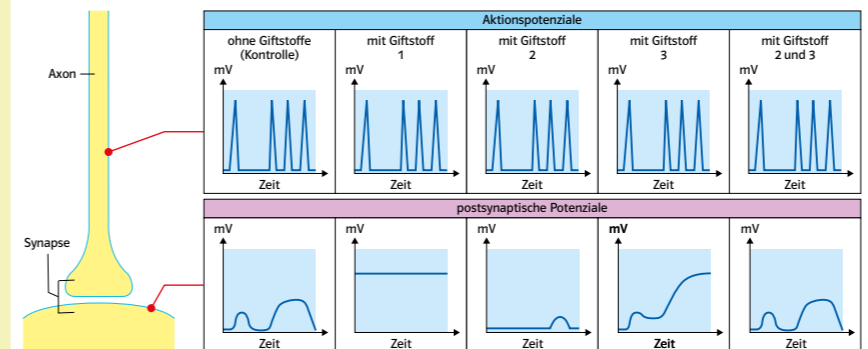 Aktionspotenziale
ohne Giftstoffe
(Kontrolle)
mit Giftstoff
1
mit Giftstoff
2
mit Giftstoff
3
mit Giftstoff
2 und 3
mV
mV
mV
mV
mV
Axon
Zeit
Zeit
Zeit
Zeit
Zeit
postsynaptische Potenziale
mV
mV
mV
mV
mV
Synapse
Zeit
Zeit
Zeit
Zeit
Zeit